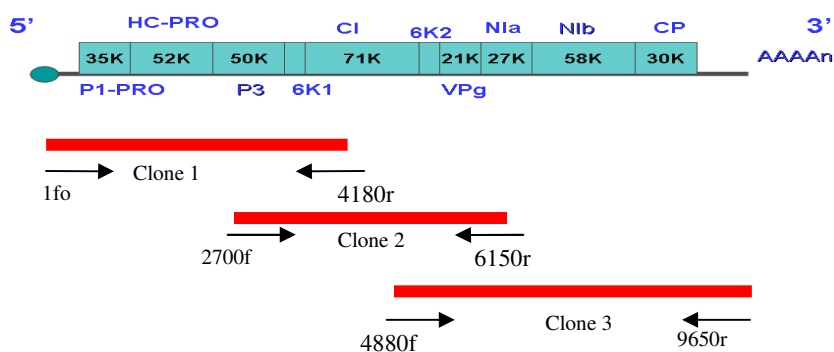 5’ HC-PRO CI 6K2 NIa NIb CP 3’
35K 52K 50K 71K 21K 27K 58K 30K AAAAn
P1-PRO P3 6K1 VPg
Clone 1
1fo 4180r
Clone 2
2700f 6150r
Clone 3
4880f 9650r